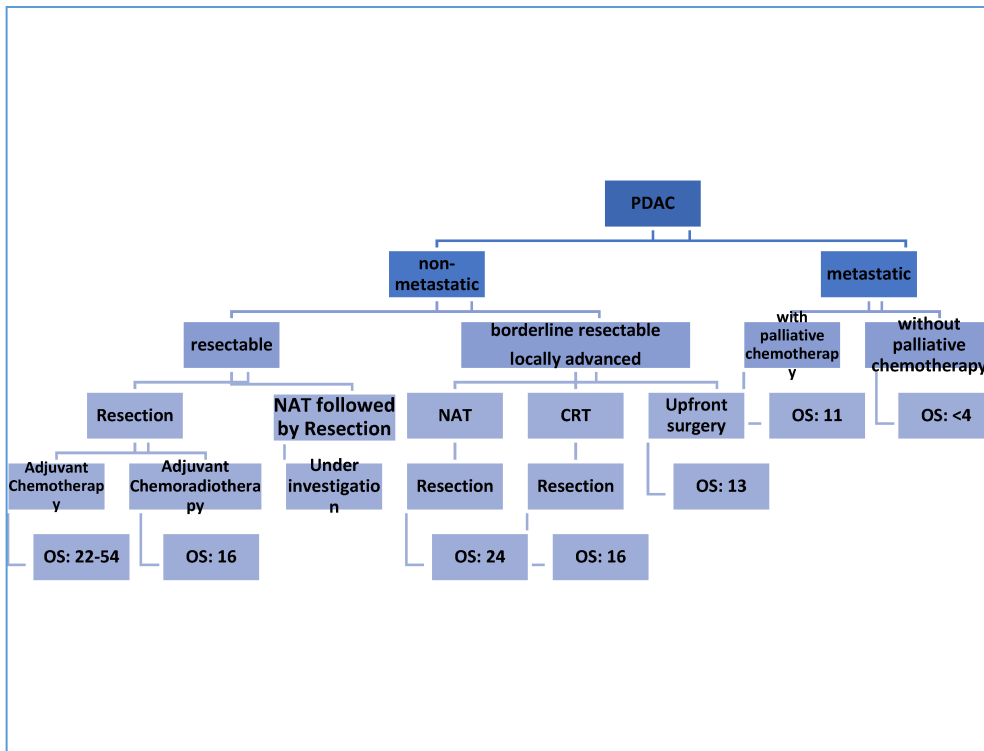 PDAC
non-
metastatic
metastatic
resectable
borderline resectable
locally advanced
with
palliative
chemotherap
y
without
palliative
chemotherapy
Resection
NAT followed
by Resection
NAT
CRT
Upfront
surgery
OS: 11
OS: <4
Adjuvant
Chemotherap
y
Adjuvant
Chemoradiothera
py
Under
investigatio
n
Resection
Resection
OS: 13
OS: 22-54
OS: 16
OS: 24
OS: 16